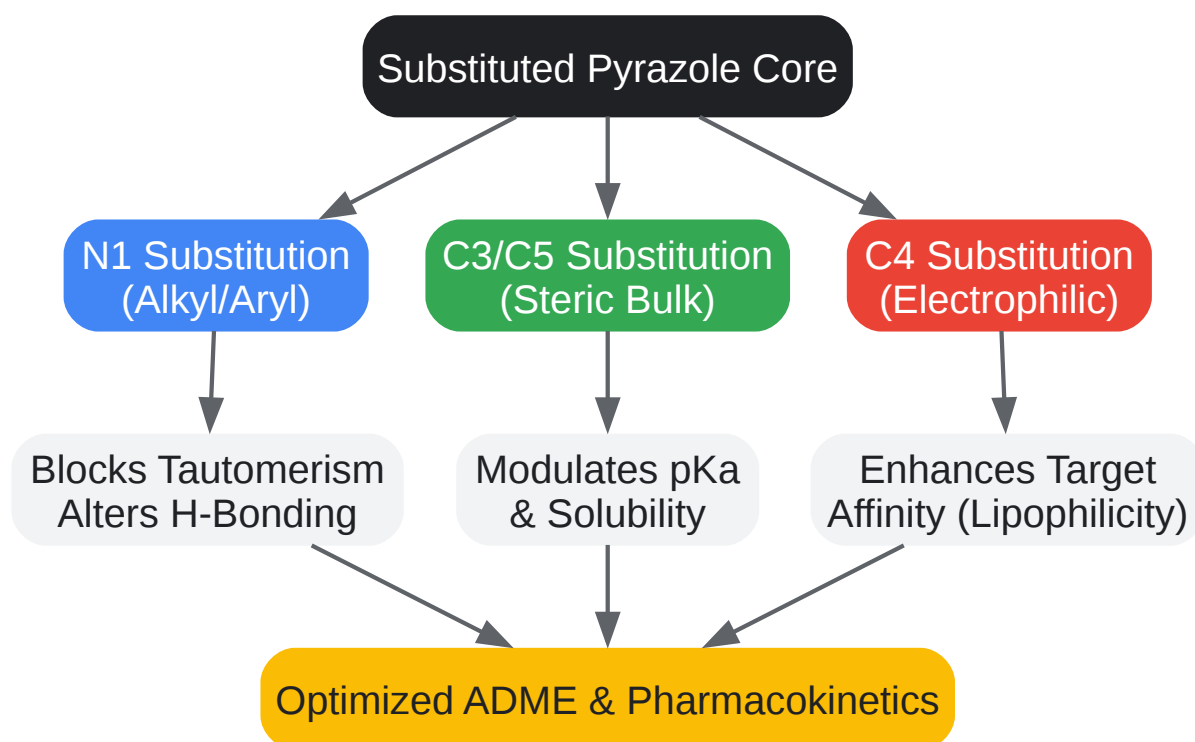 Substituted Pyrazole Core
N1 Substitution
(Alkyl/Aryl)
C3/C5 Substitution
(Steric Bulk)
C4 Substitution
(Electrophilic)
Blocks Tautomerism
Alters H-Bonding
Modulates pKa
& Solubility
Enhances Target
Affinity (Lipophilicity)
Optimized ADME & Pharmacokinetics